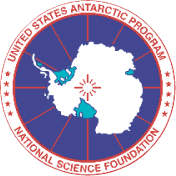 UNITED STATES ANTARCTIC PROGRAM
NATIONAL SCIENCE FOUNDATION